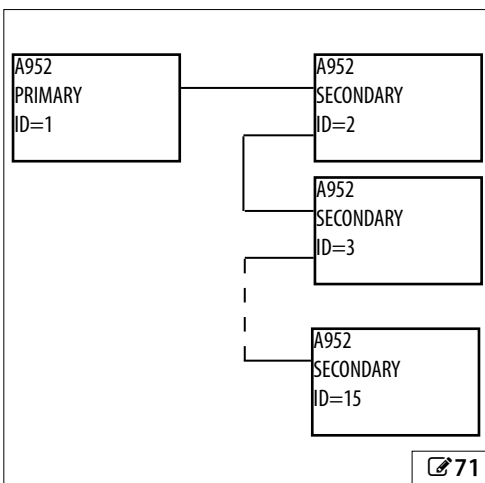 A952
PRIMARY
ID=1
A952
SECONDARY
ID=2
A952
SECONDARY
ID=3
A952
SECONDARY
ID=15
71